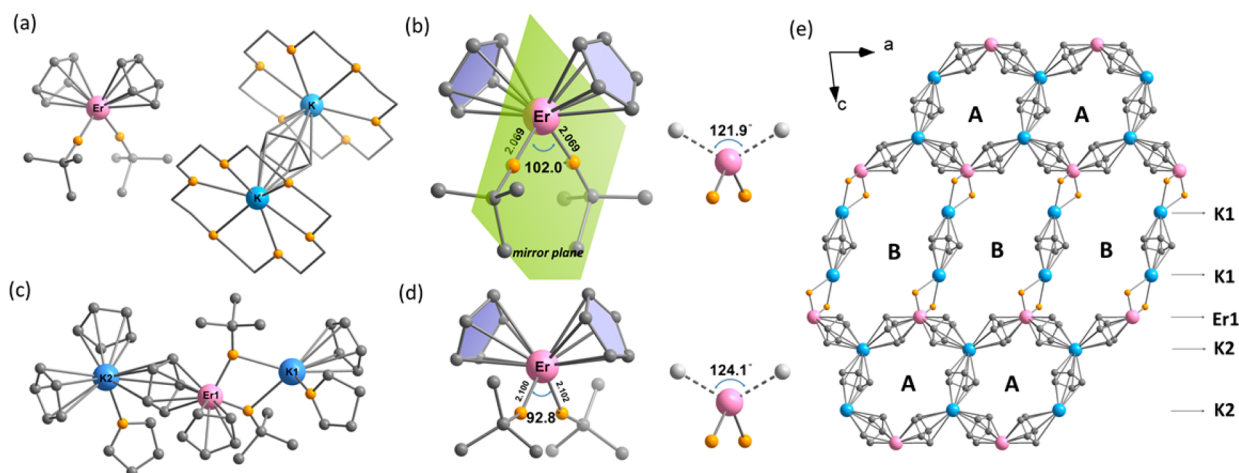 (a)
Er
K
K
(b)
Er
2.069
2.069
102.0°
mirror plane
121.9°
(c)
K2
Er1
K1
(d)
Er
2.100
2.102
92.8°
124.1°
(e)
a
c
A
A
B
B
B
A
A
K1
K1
Er1
K2
K2